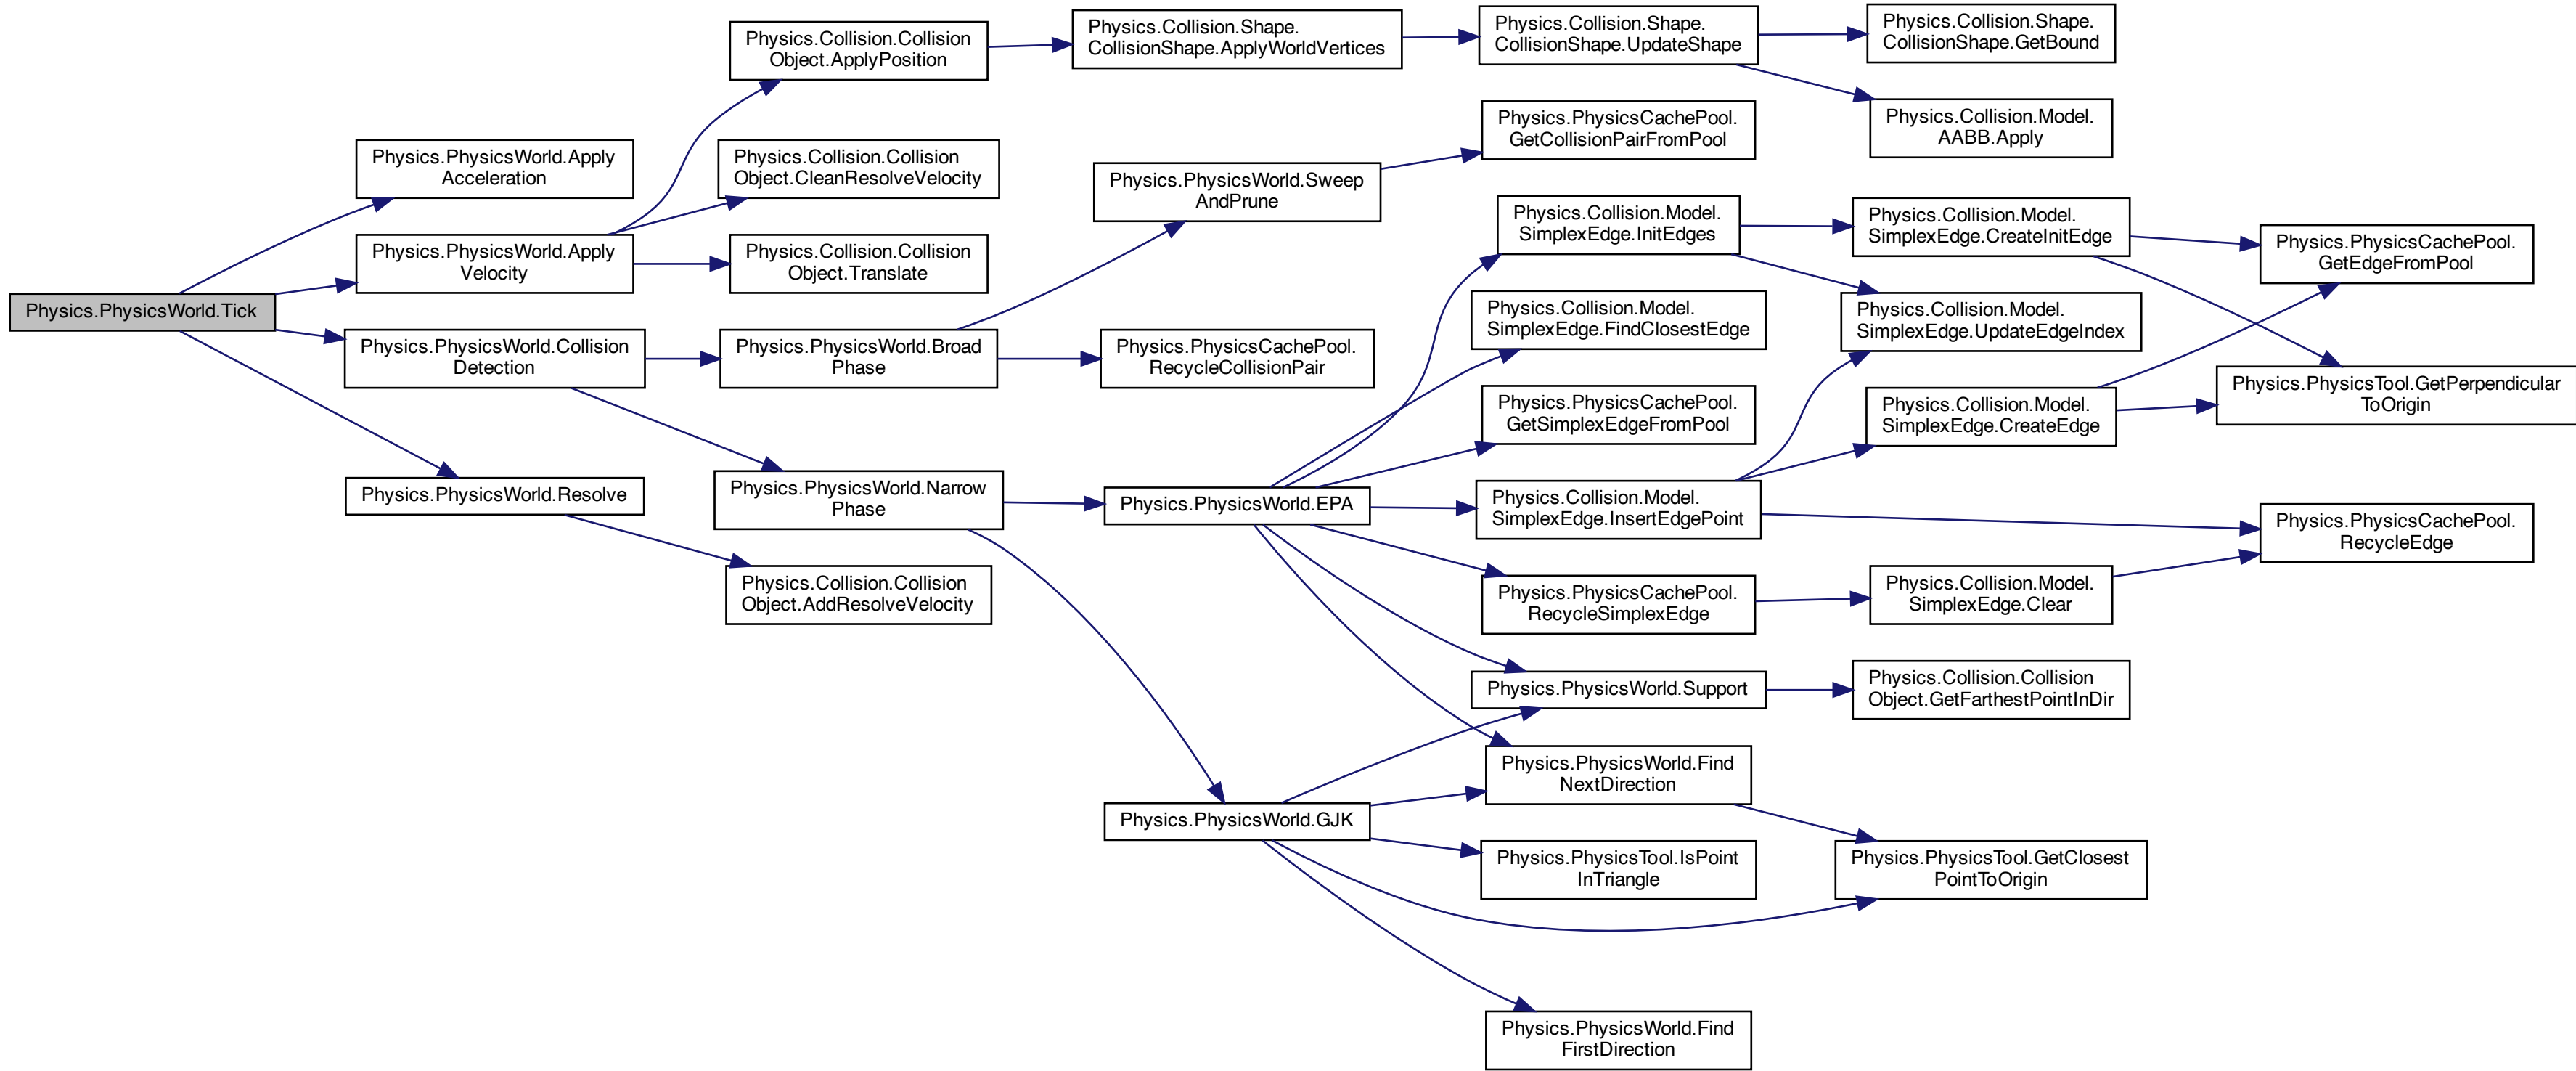 Physics.PhysicsWorld.Tick
Physics.PhysicsWorld.Apply
Acceleration
Physics.PhysicsWorld.Apply
Velocity
Physics.PhysicsWorld.Collision
Detection
Physics.PhysicsWorld.Resolve
Physics.Collision.Collision
Object.ApplyPosition
Physics.Collision.Collision
Object.CleanResolveVelocity
Physics.Collision.Collision
Object.Translate
Physics.PhysicsWorld.Broad
Phase
Physics.PhysicsWorld.Narrow
Phase
Physics.Collision.Collision
Object.AddResolveVelocity
Physics.Collision.Shape.
CollisionShape.ApplyWorldVertices
Physics.PhysicsWorld.Sweep
AndPrune
Physics.PhysicsCachePool.
RecycleCollisionPair
Physics.PhysicsWorld.EPA
Physics.PhysicsWorld.GJK
Physics.Collision.Shape.
CollisionShape.UpdateShape
Physics.PhysicsCachePool.
GetCollisionPairFromPool
Physics.Collision.Model.
SimplexEdge.InitEdges
Physics.Collision.Model.
SimplexEdge.FindClosestEdge
Physics.PhysicsCachePool.
GetSimplexEdgeFromPool
Physics.Collision.Model.
SimplexEdge.InsertEdgePoint
Physics.PhysicsCachePool.
RecycleSimplexEdge
Physics.PhysicsWorld.Support
Physics.PhysicsWorld.Find
NextDirection
Physics.PhysicsTool.IsPoint
InTriangle
Physics.PhysicsWorld.Find
FirstDirection
Physics.Collision.Shape.
CollisionShape.GetBound
Physics.Collision.Model.
AABB.Apply
Physics.Collision.Model.
SimplexEdge.CreateInitEdge
Physics.Collision.Model.
SimplexEdge.UpdateEdgeIndex
Physics.Collision.Model.
SimplexEdge.CreateEdge
Physics.Collision.Model.
SimplexEdge.Clear
Physics.Collision.Collision
Object.GetFarthestPointInDir
Physics.PhysicsTool.GetClosest
PointToOrigin
Physics.PhysicsCachePool.
GetEdgeFromPool
Physics.PhysicsTool.GetPerpendicular
ToOrigin
Physics.PhysicsCachePool.
RecycleEdge